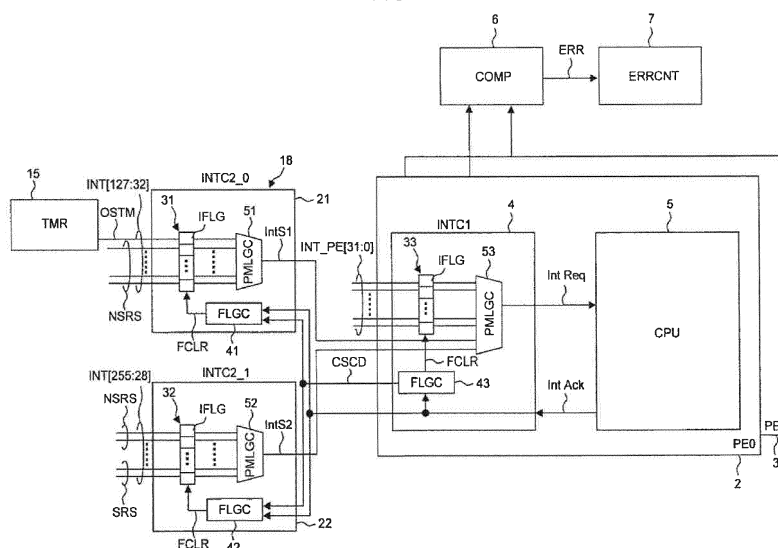 6
7
COMP
ERR
ERRCNT
15
TMR
OSTM
INT[127:32]
NSRS
INTC2_0
18
21
31
IFLG
51
PMLGC
IntS1
FLGC
41
FCLR
INT[255:28]
NSRS
SRS
INTC2_1
32
IFLG
52
PMLGC
IntS2
FLGC
42
FCLR
22
INT_PE[31:0]
INTC1
4
33
IFLG
53
PMLGC
FCLR
FLGC
43
CSCD
Int Req
Int Ack
5
CPU
PE0
2
PE
3